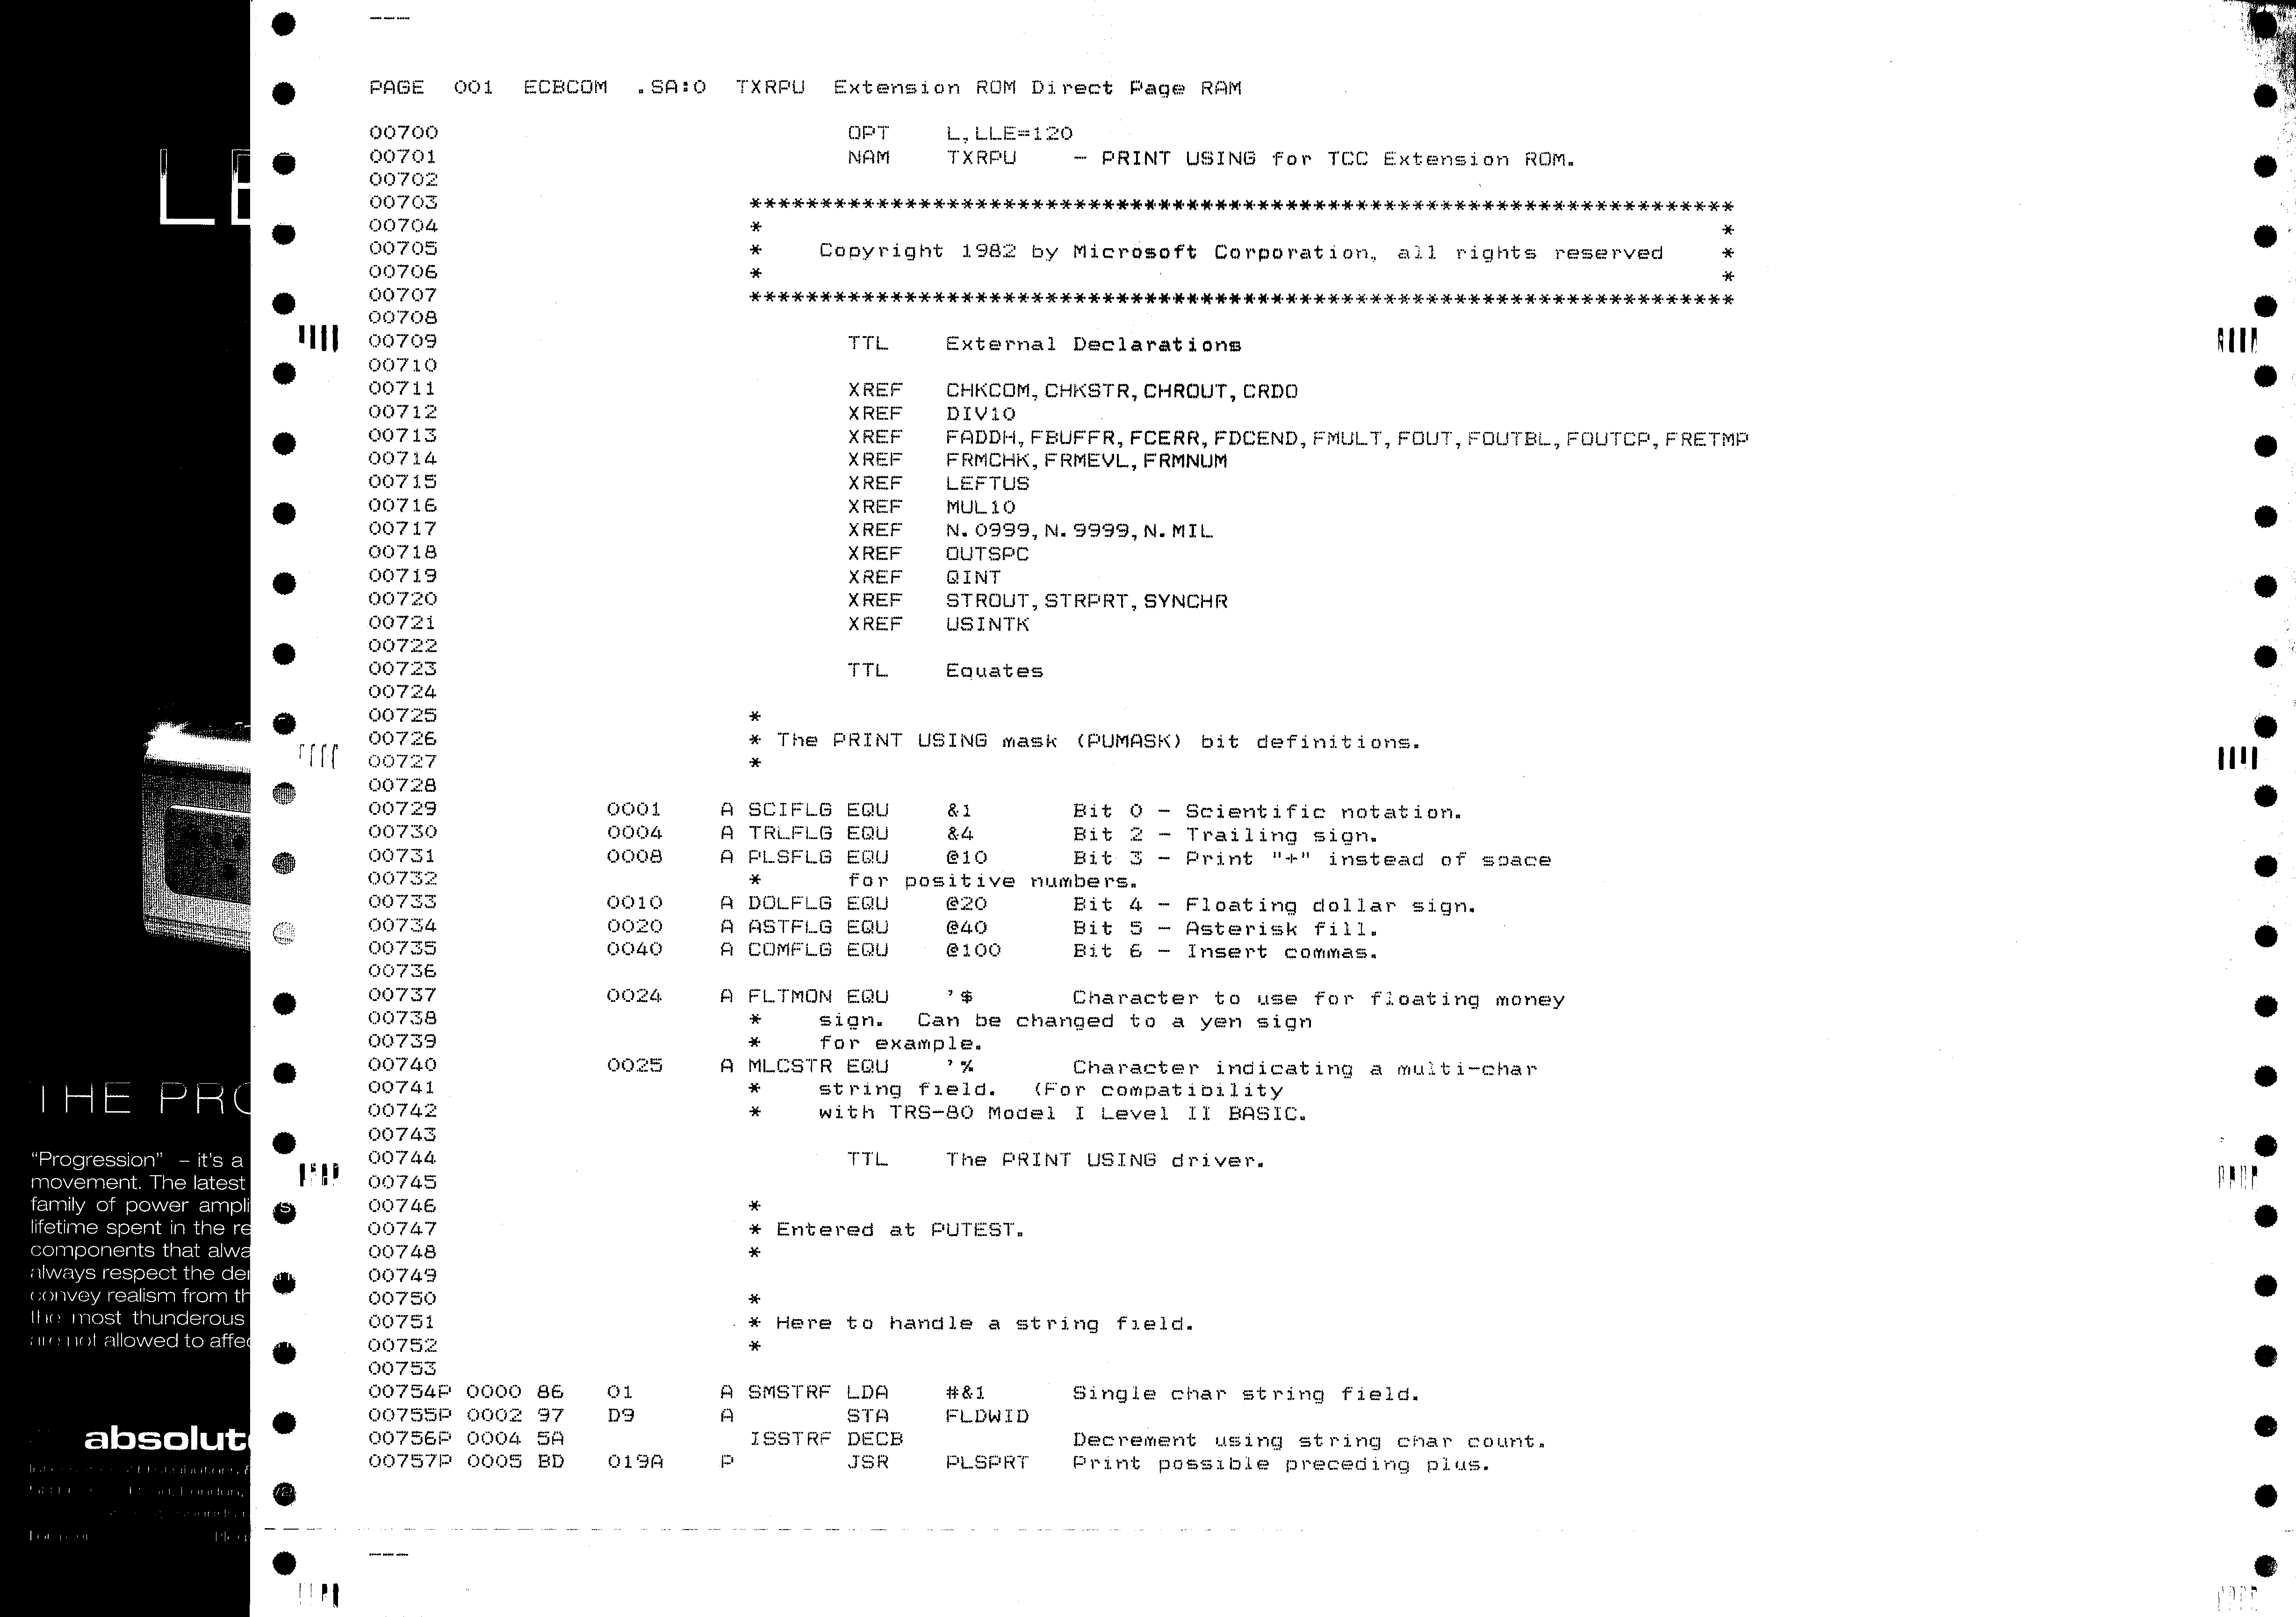 PAGE  001  ECBCOM  .SA:0  TXRPU  Extension ROM Direct Page RAM
00700                             OPT    L,LLE=120
00701                             NAM    TXRPU    - PRINT USING for TCC Extension ROM.
00702
00703                      **********************************************************************
00704                      *                                                                    *
00705                      *    Copyright 1982 by Microsoft Corporation, all rights reserved    *
00706                      *                                                                    *
00707                      **********************************************************************
00708
00709                             TTL    External Declarations
00710
00711                             XREF   CHKCOM,CHKSTR,CHROUT,CRDO
00712                             XREF   DIV10
00713                             XREF   FADDH,FBUFFR,FCERR,FDCEND,FMULT,FOUT,FOUTBL,FOUTCP,FRETMP
00714                             XREF   FRMCHK,FRMEVL,FRMNUM
00715                             XREF   LEFTUS
00716                             XREF   MUL10
00717                             XREF   N.0999,N.9999,N.MIL
00718                             XREF   OUTSPC
00719                             XREF   QINT
00720                             XREF   STROUT,STRPRT,SYNCHR
00721                             XREF   USINTK
00722
00723                             TTL    Equates
00724
00725                      *
00726                      * The PRINT USING mask (PUMASK) bit definitions.
00727                      *
00728
00729            0001    A SCIFLG EQU    &1       Bit 0 - Scientific notation.
00730            0004    A TRLFLG EQU    &4       Bit 2 - Trailing sign.
00731            0008    A PLSFLG EQU    @10      Bit 3 - Print "+" instead of space
00732                      *      for positive numbers.
00733            0010    A DOLFLG EQU    @20      Bit 4 - Floating dollar sign.
00734            0020    A ASTFLG EQU    @40      Bit 5 - Asterisk fill.
00735            0040    A COMFLG EQU    @100     Bit 6 - Insert commas.
00736
00737            0024    A FLTMON EQU    '$       Character to use for floating money
00738                      *    sign.  Can be changed to a yen sign
00739                      *    for example.
00740            0025    A MLCSTR EQU    '%       Character indicating a multi-char
00741                      *    string field.  (For compatibility
00742                      *    with TRS-80 Model I Level II BASIC.
00743
00744                             TTL    The PRINT USING driver.
00745
00746                      *
00747                      * Entered at PUTEST.
00748                      *
00749
00750                      *
00751                      * Here to handle a string field.
00752                      *
00753
00754P 0000 86   01      A SMSTRF LDA    #&1      Single char string field.
00755P 0002 97   D9      A        STA    FLDWID
00756P 0004 5A             ISSTRF DECB            Decrement using string char count.
00757P 0005 BD   019A    P        JSR    PLSPRT   Print possible preceding plus.
LE
THE PRO
"Progression" – it's a
movement. The latest
family of power ampli
lifetime spent in the re
components that alwa
always respect the de
convey realism from th
the most thunderous
are not allowed to affe
absolut